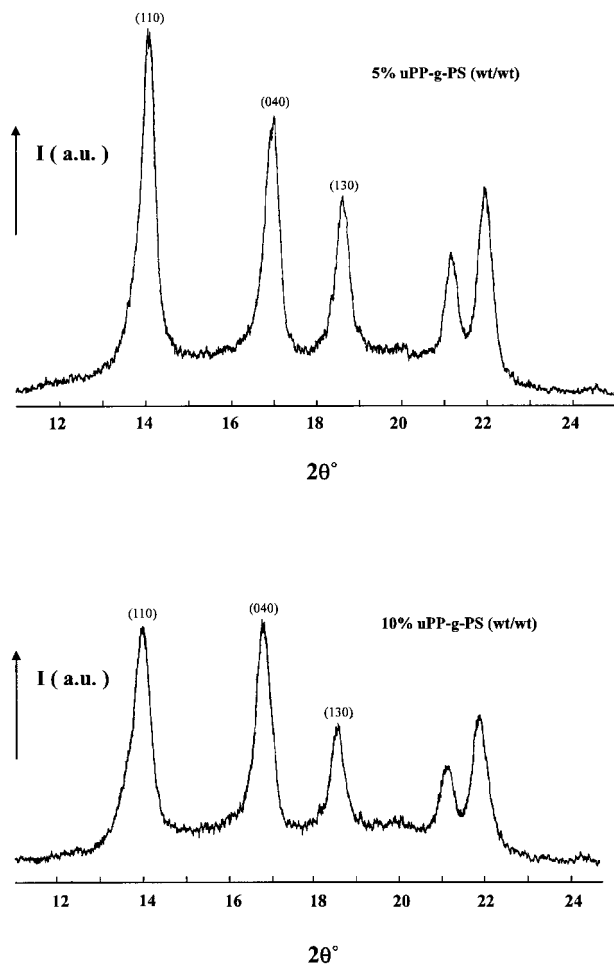 (110)
5% uPP-g-PS (wt/wt)
(040)
I ( a.u. )
(130)
12 14 16 18 20 22 24
2θ°
(110)
(040)
10% uPP-g-PS (wt/wt)
I ( a.u. )
(130)
12 14 16 18 20 22 24
2θ°